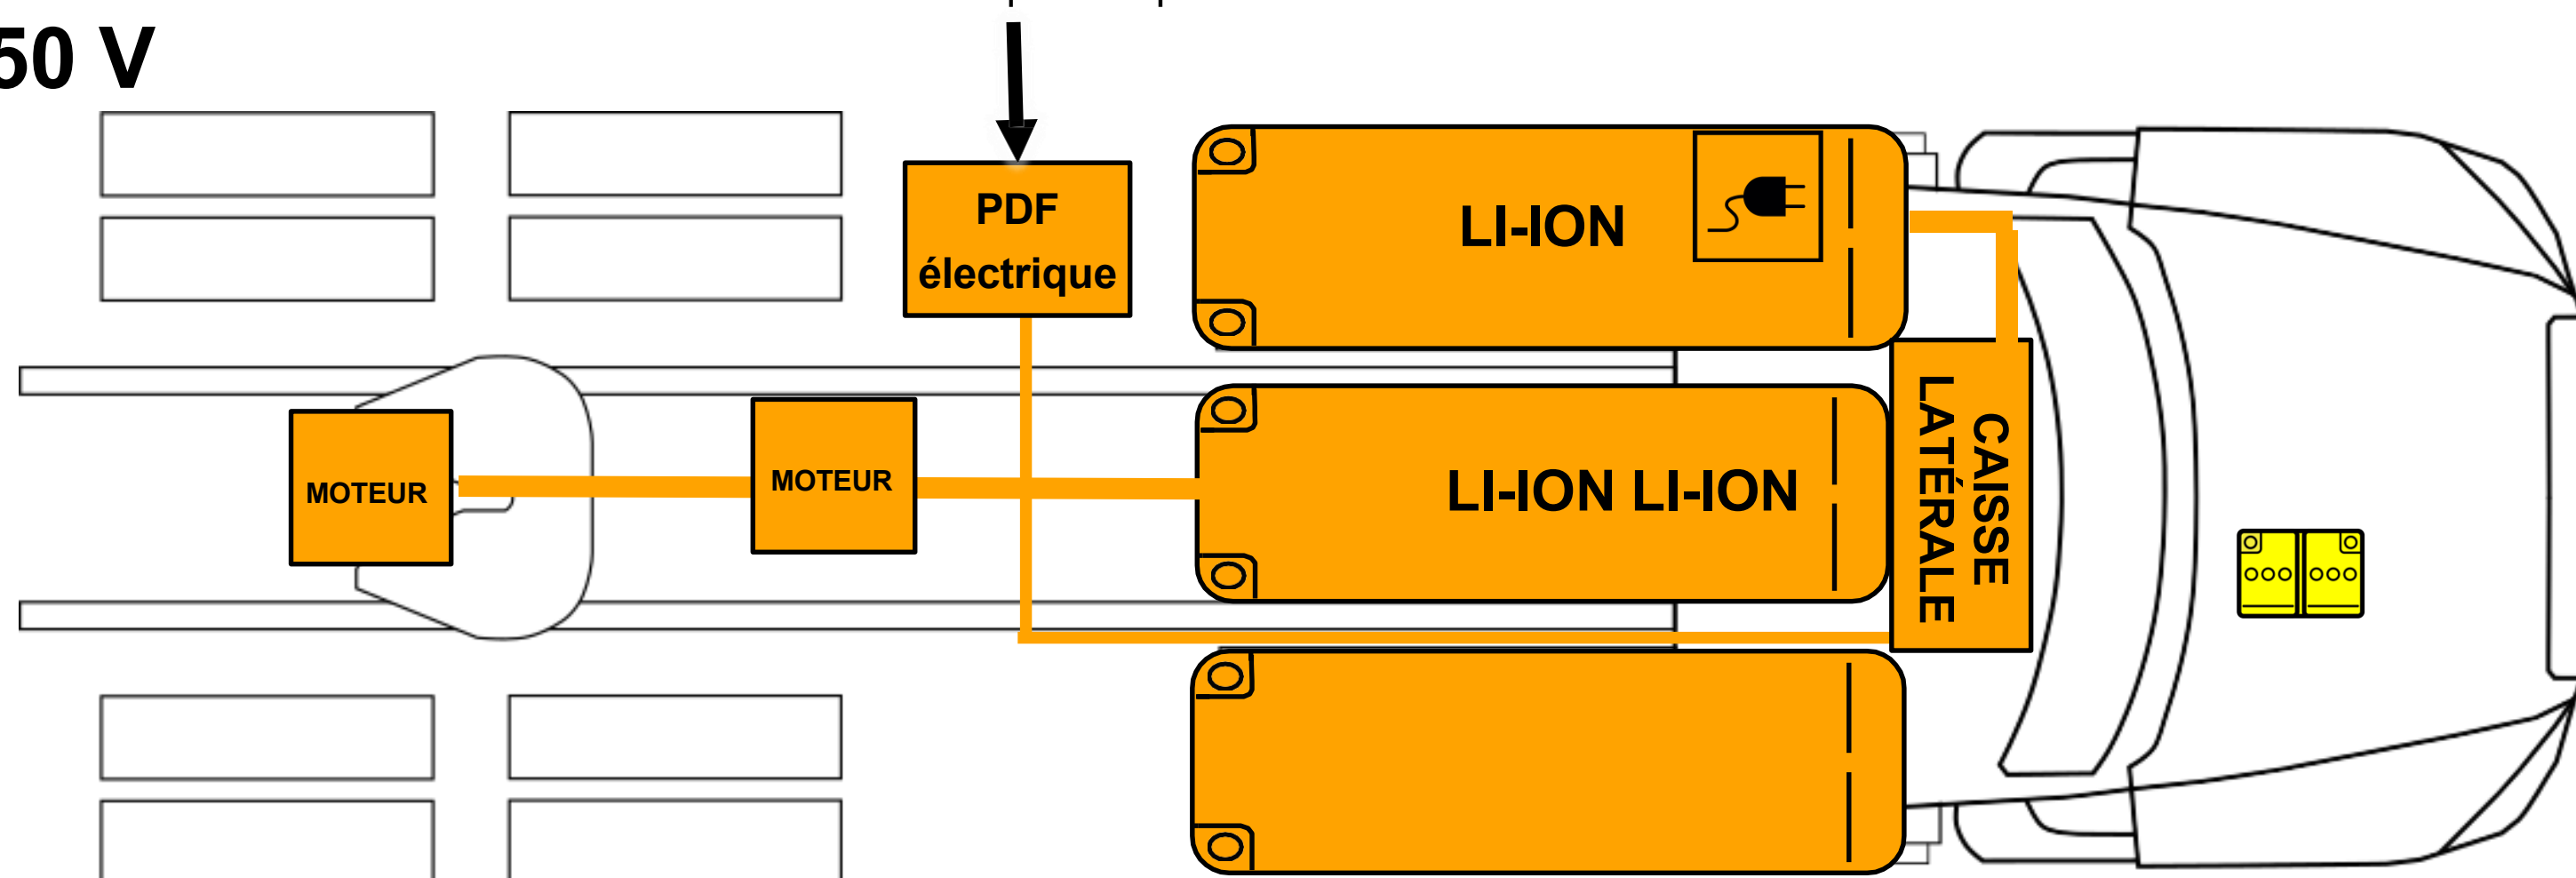 50 V
PDF
électrique
LI-ION
MOTEUR
MOTEUR
LI-ION LI-ION
CAISSE
LATÉRALE